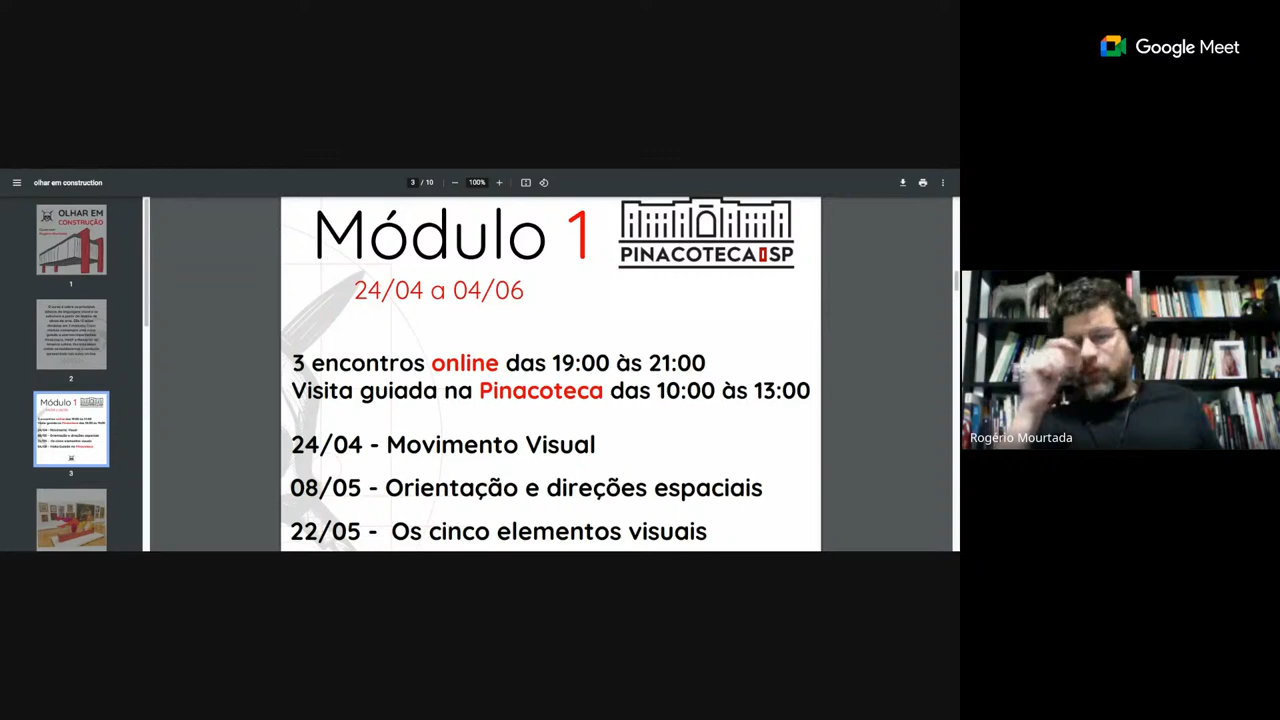 Google Meet
olhar em construction
3 / 10
100%
OLHAR EM
CONSTRUÇÃO
1
2
Módulo 1
3
Módulo 1
PINACOTECA SP
24/04 a 04/06
3 encontros online das 19:00 às 21:00
Visita guiada na Pinacoteca das 10:00 às 13:00
24/04 - Movimento Visual
08/05 - Orientação e direções espaciais
22/05 - Os cinco elementos visuais
Rogério Mourtada